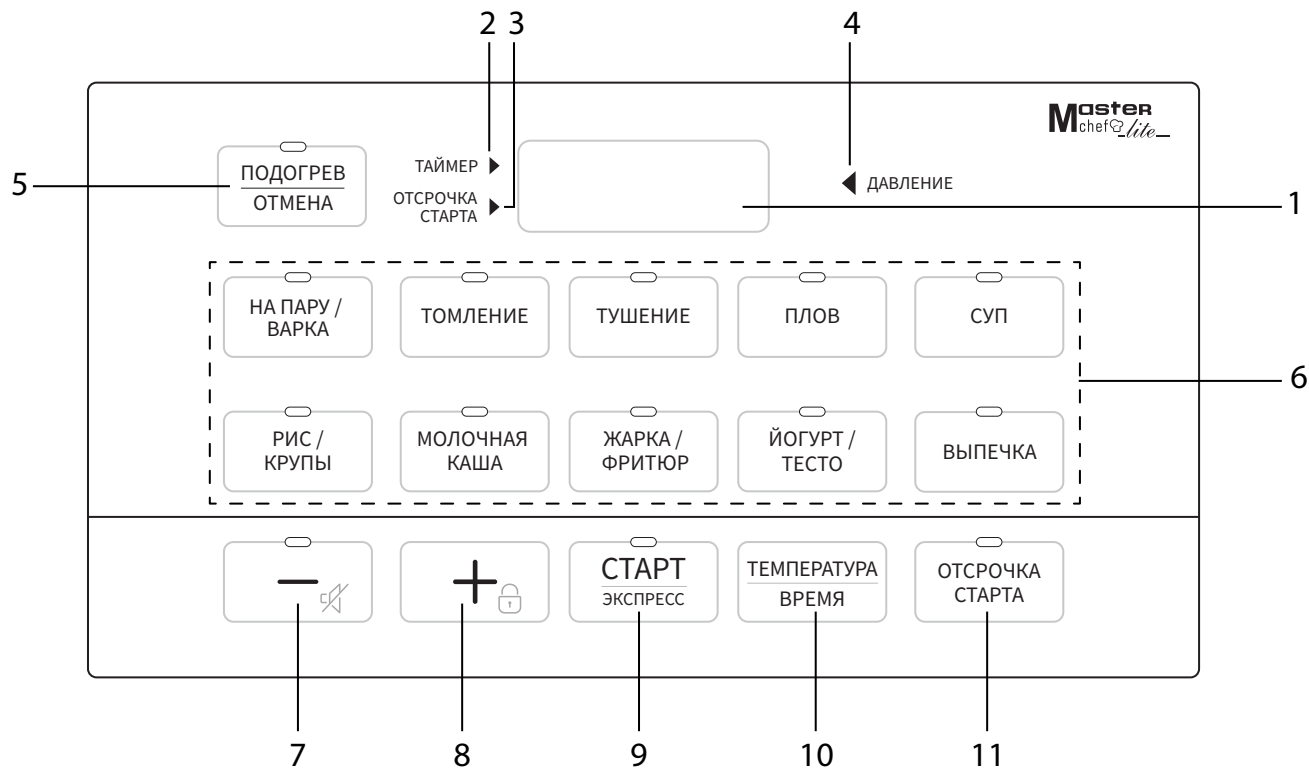 2 3 4
Master
chef lite
5
ПОДОГРЕВ
ОТМЕНА
ТАЙМЕР
ОТСРОЧКА
СТАРТА
ДАВЛЕНИЕ
1
НА ПАРУ /
ВАРКА
ТОМЛЕНИЕ
ТУШЕНИЕ
ПЛОВ
СУП
6
РИС /
КРУПЫ
МОЛОЧНАЯ
КАША
ЖАРКА /
ФРИТЮР
ЙОГУРТ /
ТЕСТО
ВЫПЕЧКА
−
+
СТАРТ
ЭКСПРЕСС
ТЕМПЕРАТУРА
ВРЕМЯ
ОТСРОЧКА
СТАРТА
7 8 9 10 11